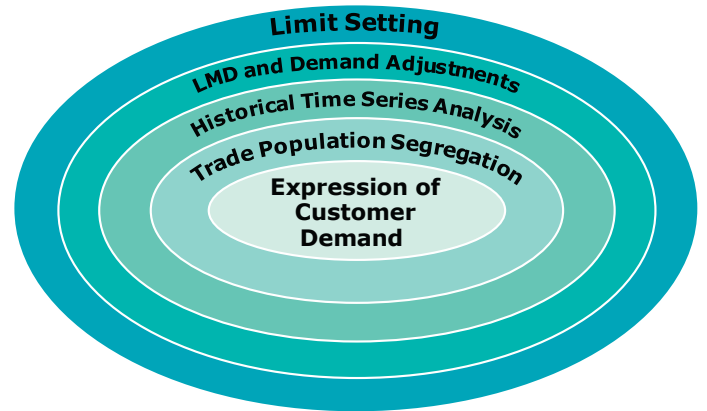 Limit Setting
LMD and Demand Adjustments
Historical Time Series Analysis
Trade Population Segregation
Expression of
Customer
Demand